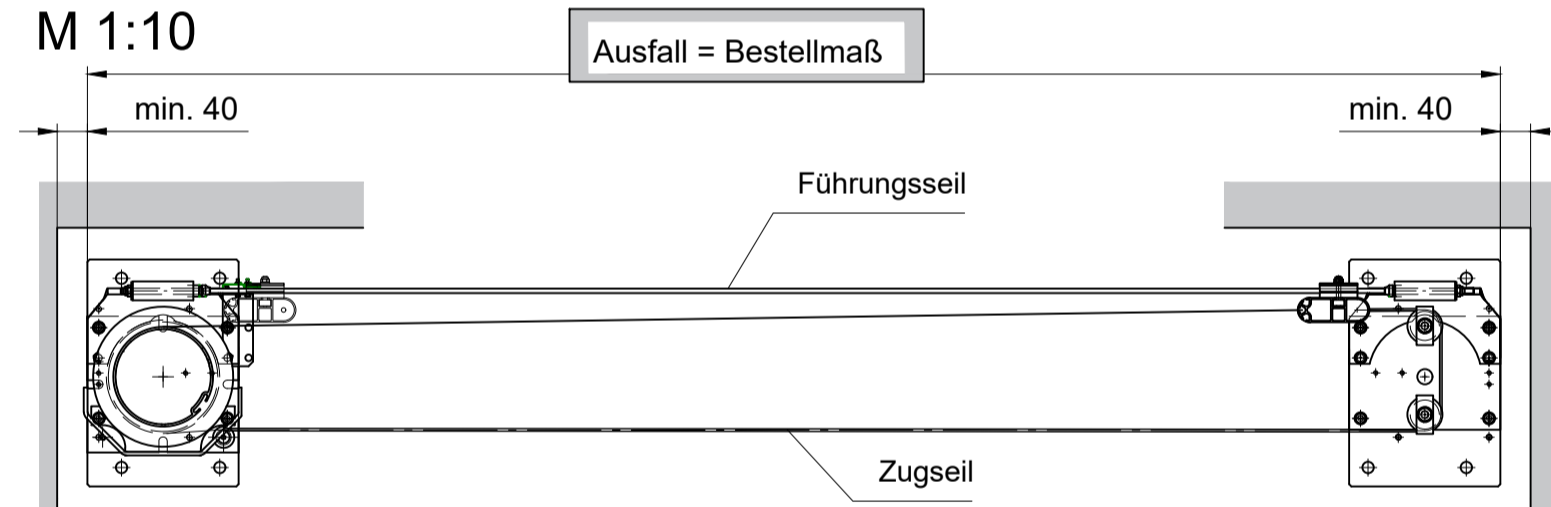 M 1:10
Ausfall = Bestellmaß
min. 40
min. 40
Führungsseil
Zugseil